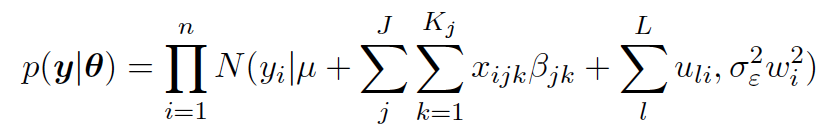 p(𝒚|𝜽) = ∏_{i=1}^{n} N(y_i|μ + ∑_{j}^{J} ∑_{k=1}^{K_j} x_{ijk}β_{jk} + ∑_{l}^{L} u_{li}, σ_ε^2 w_i^2)